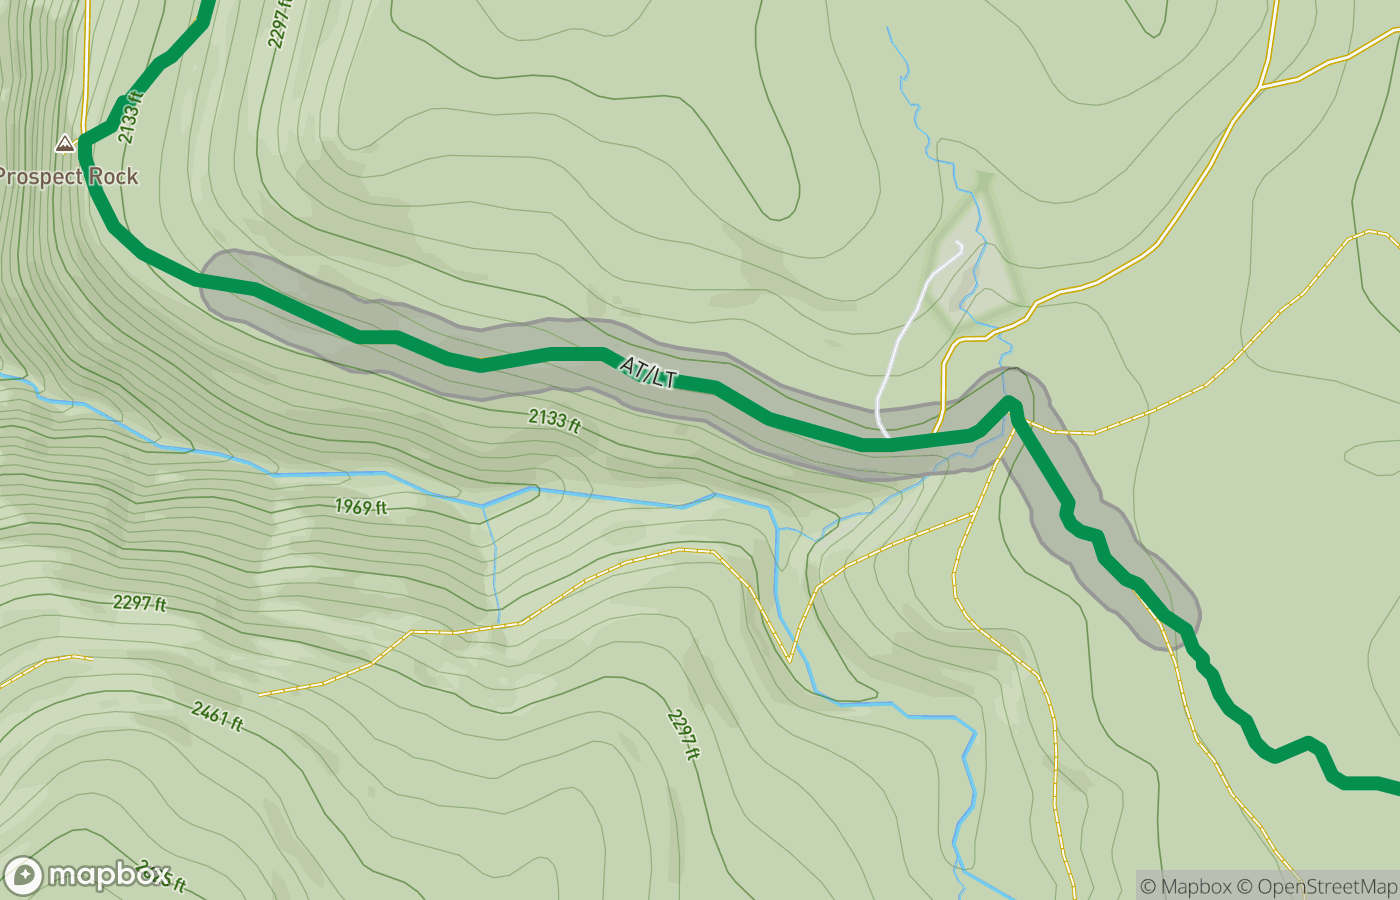 2297 ft
2133 ft
Prospect Rock
AT/LT
2133 ft
1969 ft
2297 ft
2461 ft
2297 ft
mapbox
© Mapbox © OpenStreetMap